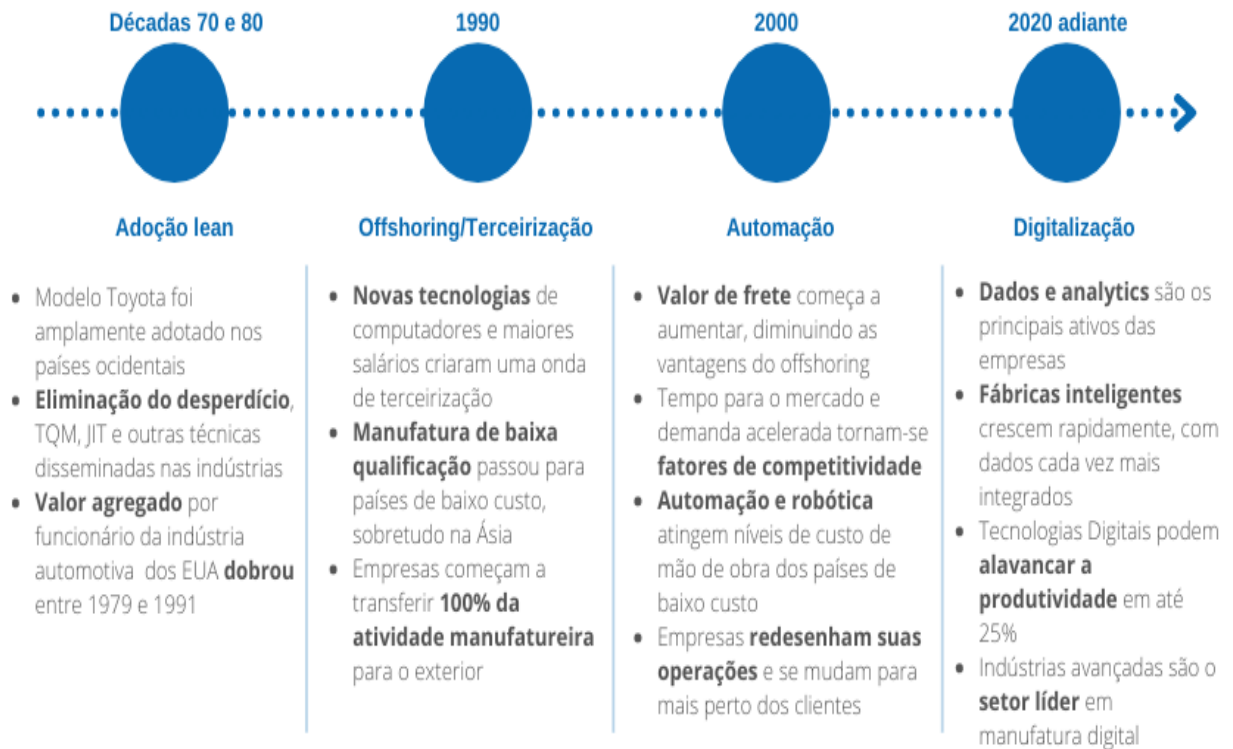 Décadas 70 e 80
1990
2000
2020 adiante
Adoção lean
Offshoring/Terceirização
Automação
Digitalização
• Modelo Toyota foi
amplamente adotado nos
países ocidentais
• Eliminação do desperdício,
TQM, JIT e outras técnicas
disseminadas nas indústrias
• Valor agregado por
funcionário da indústria
automotiva dos EUA dobrou
entre 1979 e 1991
• Novas tecnologias de
computadores e maiores
salários criaram uma onda
de terceirização
• Manufatura de baixa
qualificação passou para
países de baixo custo,
sobretudo na Ásia
• Empresas começam a
transferir 100% da
atividade manufatureira
para o exterior
• Valor de frete começa a
aumentar, diminuindo as
vantagens do offshoring
• Tempo para o mercado e
demanda acelerada tornam-se
fatores de competitividade
• Automação e robótica
atingem níveis de custo de
mão de obra dos países de
baixo custo
• Empresas redesenham suas
operações e se mudam para
mais perto dos clientes
• Dados e analytics são os
principais ativos das
empresas
• Fábricas inteligentes
crescem rapidamente, com
dados cada vez mais
integrados
• Tecnologias Digitais podem
alavancar a
produtividade em até
25%
• Indústrias avançadas são o
setor líder em
manufatura digital